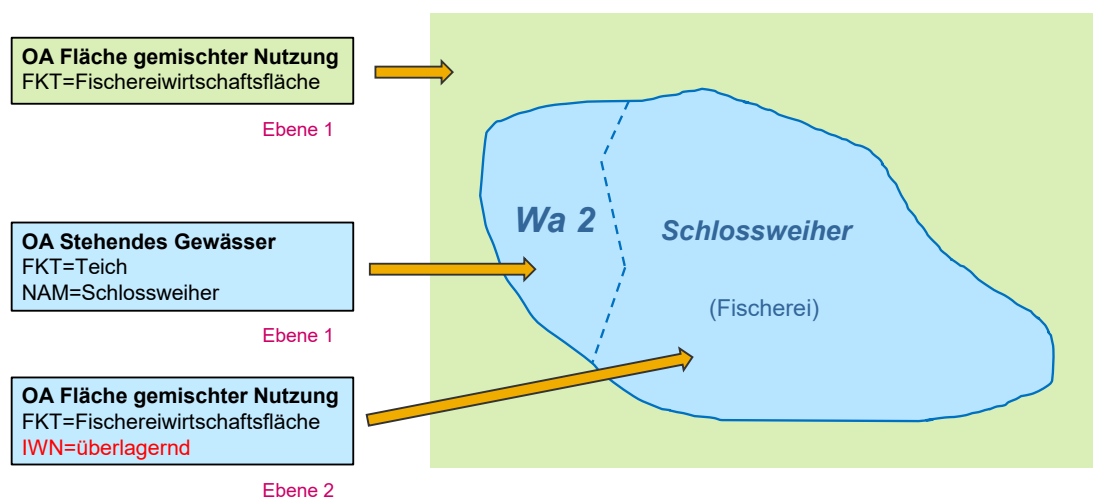 OA Fläche gemischter Nutzung
FKT=Fischereiwirtschaftsfläche
Ebene 1
OA Stehendes Gewässer
FKT=Teich
NAM=Schlossweiher
Ebene 1
OA Fläche gemischter Nutzung
FKT=Fischereiwirtschaftsfläche
IWN=überlagernd
Ebene 2
Wa 2
Schlossweiher
(Fischerei)